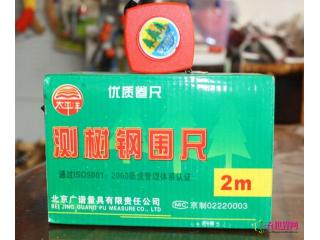 优质卷尺
太平洋
测树钢围尺
通过ISO9001:2000质量管理体系认证
2m
北京广诺量具有限责任公司
BEIJING GUANG PU MEASURE CO., LTD
MC 京制02220003